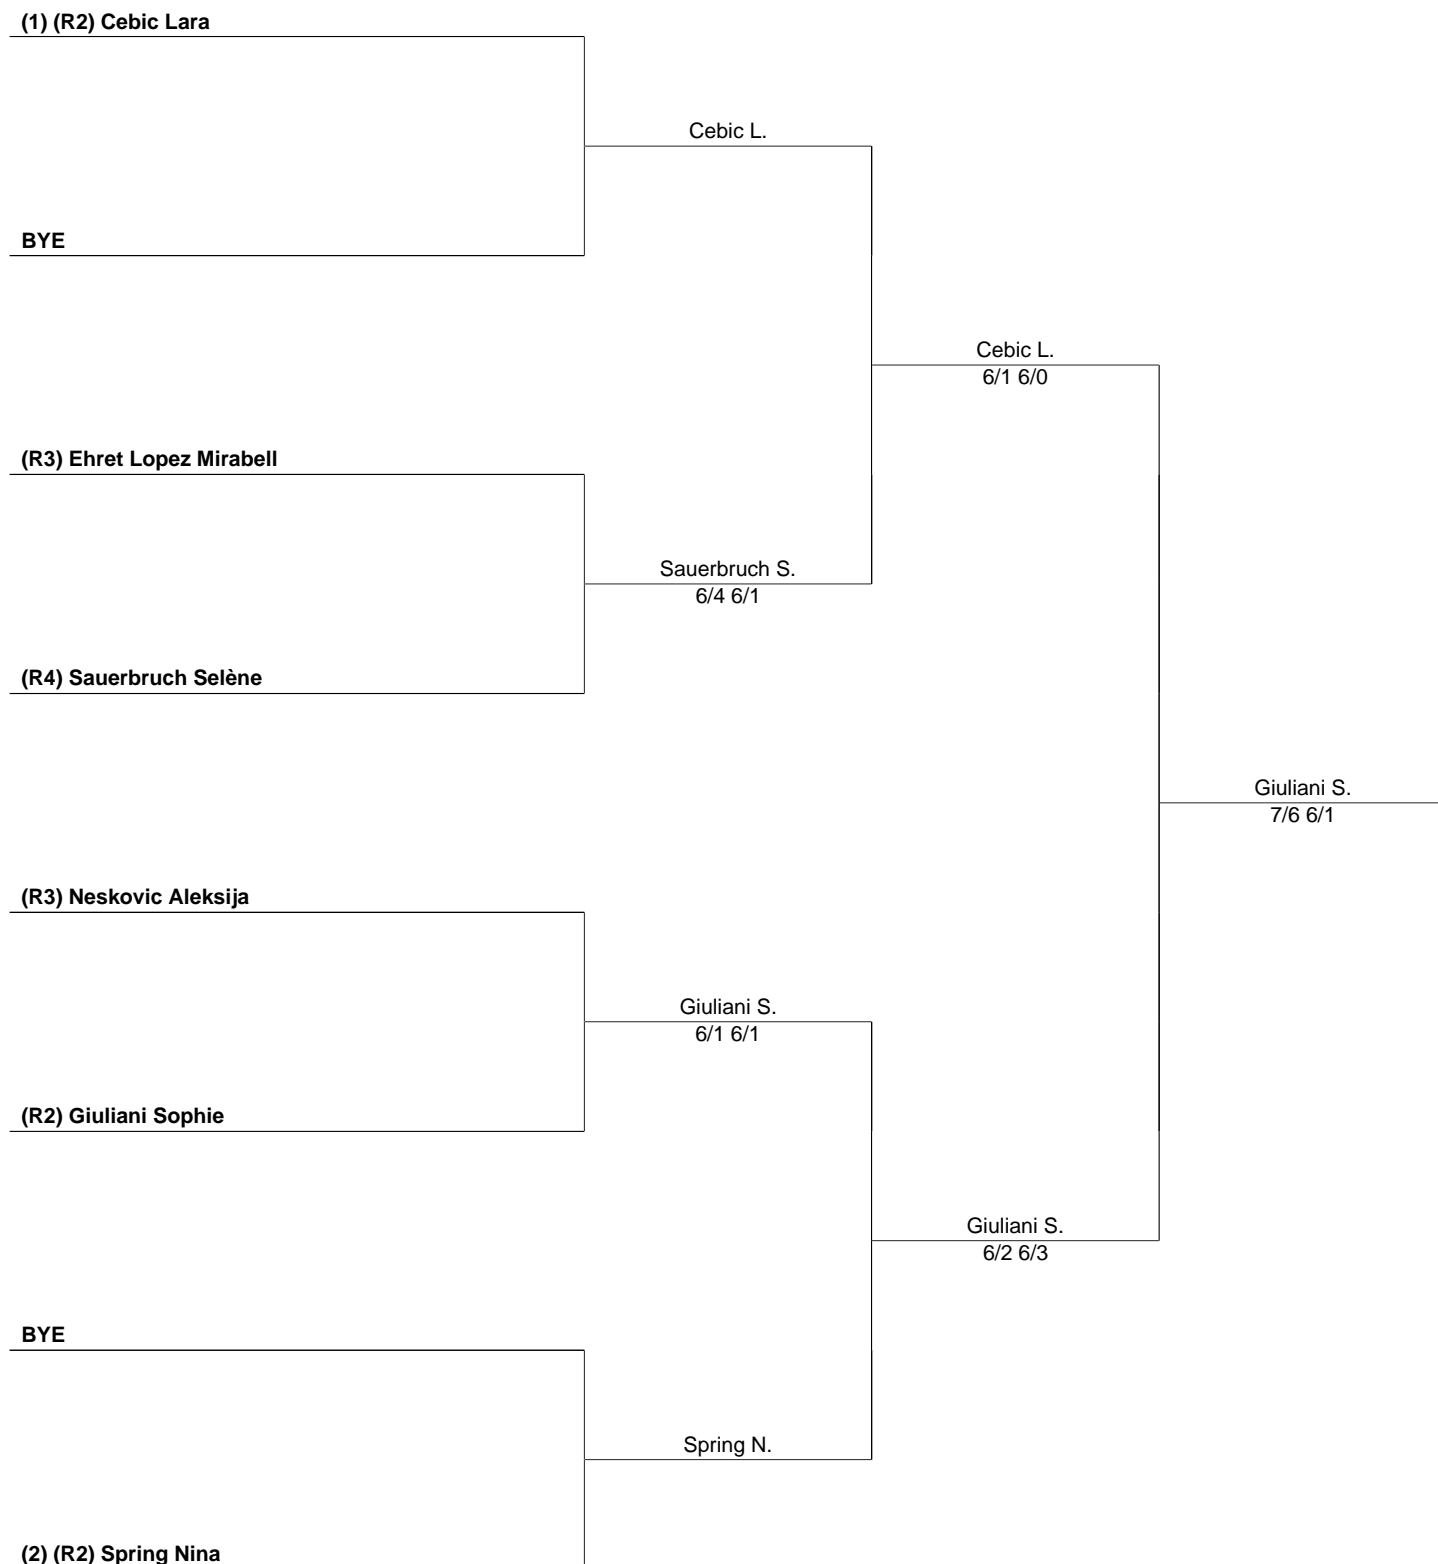 (1) (R2) Cebic Lara
Cebic L.
BYE
Cebic L.
6/1 6/0
(R3) Ehret Lopez Mirabell
Sauerbruch S.
6/4 6/1
(R4) Sauerbruch Selène
Giuliani S.
7/6 6/1
(R3) Neskovic Aleksija
Giuliani S.
6/1 6/1
(R2) Giuliani Sophie
Giuliani S.
6/2 6/3
BYE
Spring N.
(2) (R2) Spring Nina